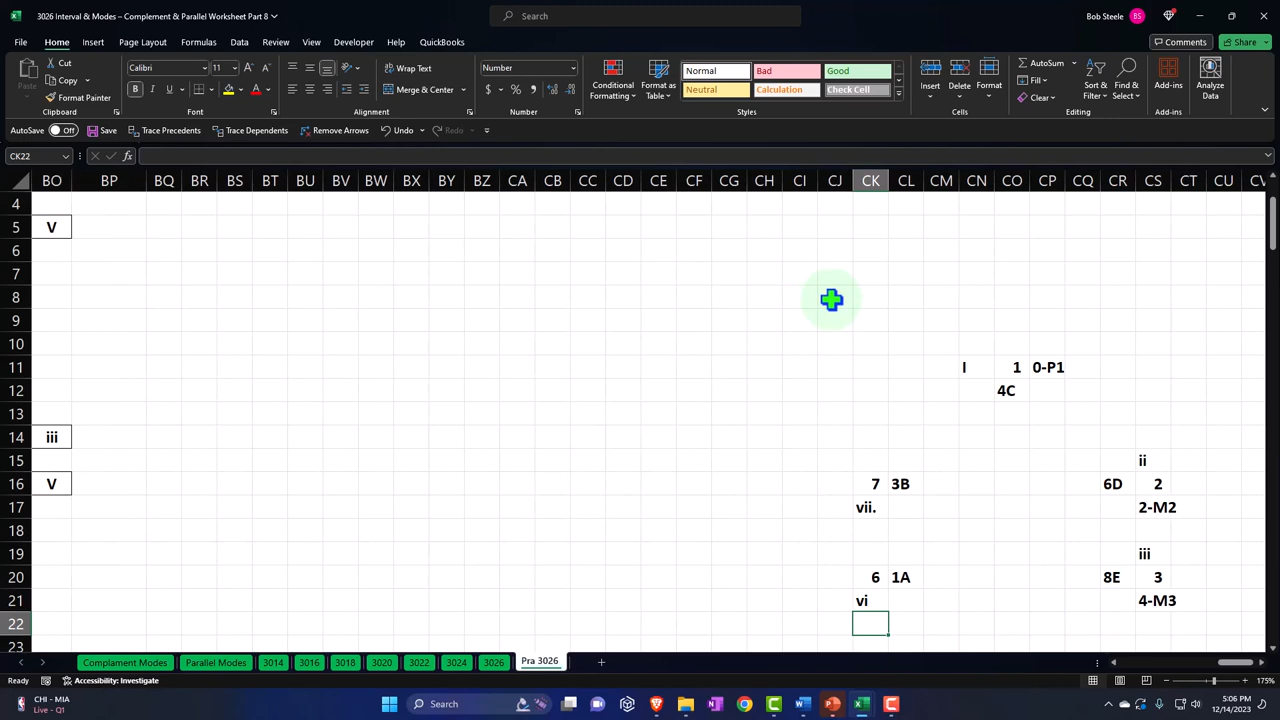 3026 Interval & Modes – Complement & Parallel Worksheet Part 8
Search
Bob Steele
BS
File Home Insert Page Layout Formulas Data Review View Developer Help QuickBooks
Comments
Share
Paste
Cut
Copy
Format Painter
Clipboard
Calibri
11
Font
Wrap Text
Merge & Center
Alignment
Number
Number
Conditional Formatting
Format as Table
Normal
Bad
Good
Neutral
Calculation
Check Cell
Styles
Insert
Delete
Format
Cells
AutoSum
Fill
Clear
Sort & Filter
Find & Select
Editing
Add-ins
Add-ins
Analyze Data
AutoSave Off Save Trace Precedents Trace Dependents Remove Arrows Undo Redo
CK22
fx
BO BP BQ BR BS BT BU BV BW BX BY BZ CA CB CC CD CE CF CG CH CI CJ CK CL CM CN CO CP CQ CR CS CT CU CV
4
5 V
6
7
8
9
10
11 I 1 0-P1
12 4C
13
14 iii
15 ii
16 V 7 3B 6D 2
17 vii. 2-M2
18
19 iii
20 6 1A 8E 3
21 vi 4-M3
22
23
Complament Modes Parallel Modes 3014 3016 3018 3020 3022 3024 3026 Pra 3026
Ready
Accessibility: Investigate
175%
CHI - MIA
Live - Q1
Search
5:06 PM
12/14/2023